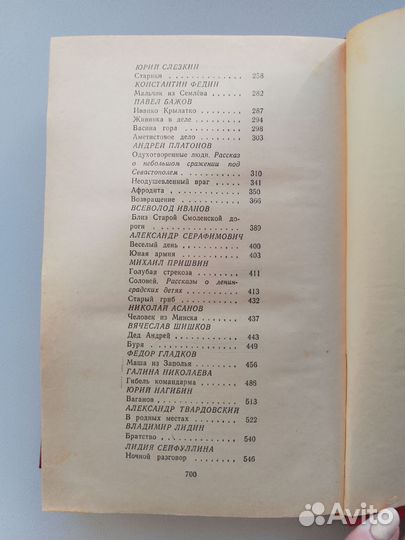 ЮРИЙ СЛЕЗКИН
Старики . . . . . . . . . . 258
КОНСТАНТИН ФЕДИН
Мальчик из Семлёва . . . . 282
ПАВЕЛ БАЖОВ
Иванко Крылатко . . . . . 287
Живинка в деле . . . . . . 294
Васина гора . . . . . . . . 298
Аметистовое дело . . . . . 303
АНДРЕЙ ПЛАТОНОВ
Одухотворенные люди. Рассказ
о небольшом сражении под
Севастополем . . . . . . . . 310
Неодушевленный враг . . . 341
Афродита . . . . . . . . . 350
Возвращение . . . . . . . . 366
ВСЕВОЛОД ИВАНОВ
Близ Старой Смоленской до-
роги . . . . . . . . . . . 389
АЛЕКСАНДР СЕРАФИМОВИЧ
Веселый день . . . . . . . 400
Юная армия . . . . . . . . 403
МИХАИЛ ПРИШВИН
Голубая стрекоза . . . . . 411
Соловей. Рассказы о ленин-
градских детях . . . . . . 413
Старый гриб . . . . . . . . 432
НИКОЛАЙ АСАНОВ
Человек из Минска . . . . 437
ВЯЧЕСЛАВ ШИШКОВ
Дед Андрей . . . . . . . . 443
Буря . . . . . . . . . . . 449
ФЕДОР ГЛАДКОВ
Маша из Заполья . . . . . 456
ГАЛИНА НИКОЛАЕВА
Гибель командарма . . . . 486
ЮРИЙ НАГИБИН
Ваганов . . . . . . . . . . 513
АЛЕКСАНДР ТВАРДОВСКИЙ
В родных местах . . . . . . 522
ВЛАДИМИР ЛИДИН
Братство . . . . . . . . . 540
ЛИДИЯ СЕЙФУЛЛИНА
Ночной разговор . . . . . . 546
700
Avito